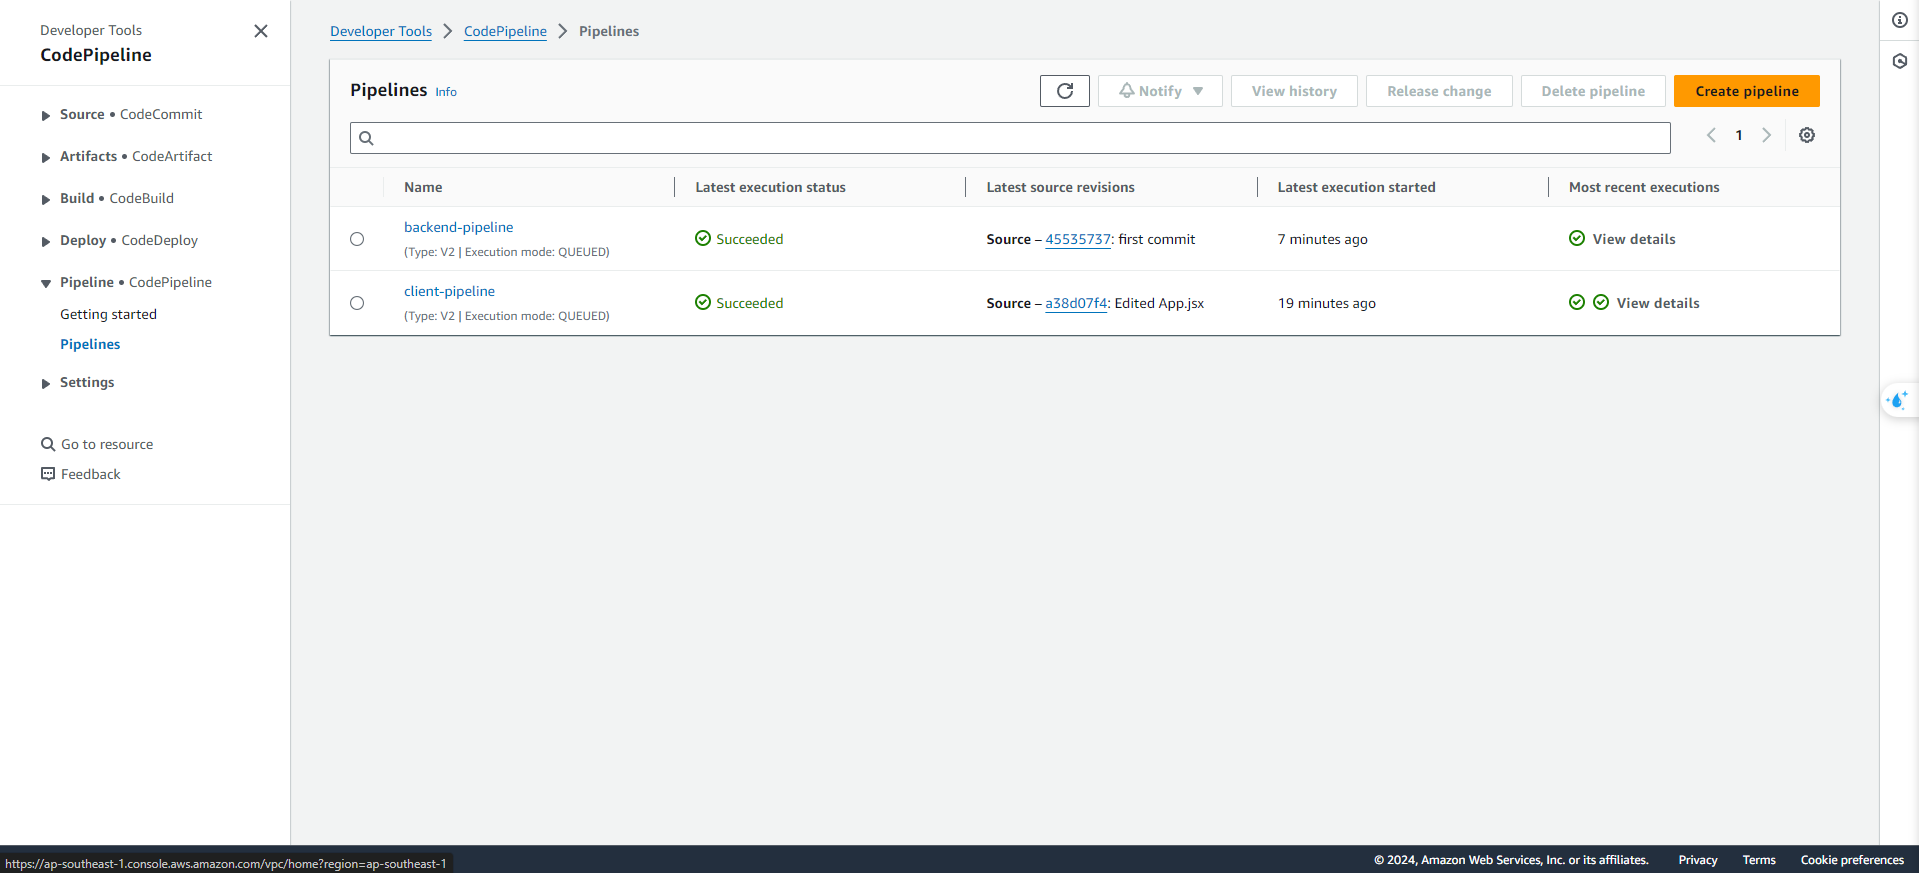 Developer Tools
CodePipeline
Source • CodeCommit
Artifacts • CodeArtifact
Build • CodeBuild
Deploy • CodeDeploy
Pipeline • CodePipeline
Getting started
Pipelines
Settings
Go to resource
Feedback
Developer Tools > CodePipeline > Pipelines
Pipelines Info
Notify
View history
Release change
Delete pipeline
Create pipeline
1
Name
Latest execution status
Latest source revisions
Latest execution started
Most recent executions
backend-pipeline
(Type: V2 | Execution mode: QUEUED)
Succeeded
Source – 45535737: first commit
7 minutes ago
View details
client-pipeline
(Type: V2 | Execution mode: QUEUED)
Succeeded
Source – a38d07f4: Edited App.jsx
19 minutes ago
View details
https://ap-southeast-1.console.aws.amazon.com/vpc/home?region=ap-southeast-1
© 2024, Amazon Web Services, Inc. or its affiliates.
Privacy
Terms
Cookie preferences